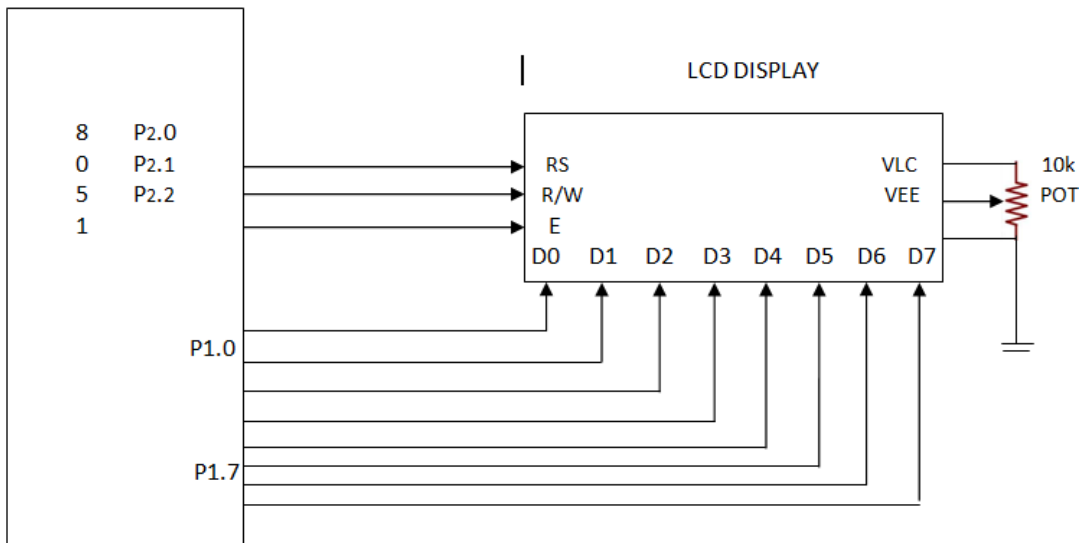 LCD DISPLAY
8 P2.0
0 P2.1
5 P2.2
1
RS
R/W
E
VLC
VEE
10k
POT
D0 D1 D2 D3 D4 D5 D6 D7
P1.0
P1.7